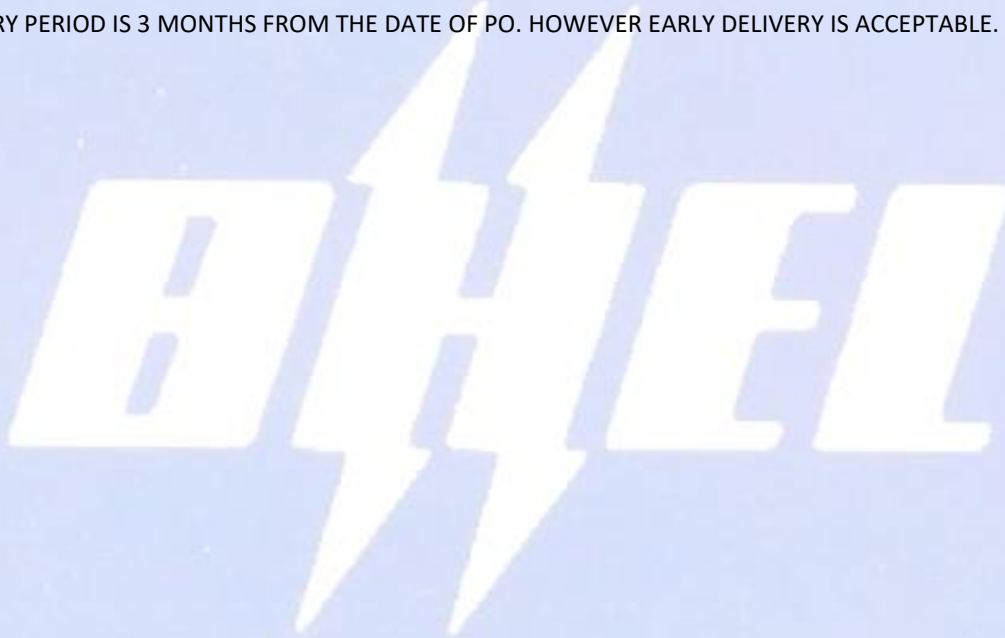 RY PERIOD IS 3 MONTHS FROM THE DATE OF PO. HOWEVER EARLY DELIVERY IS ACCEPTABLE.
BHEL